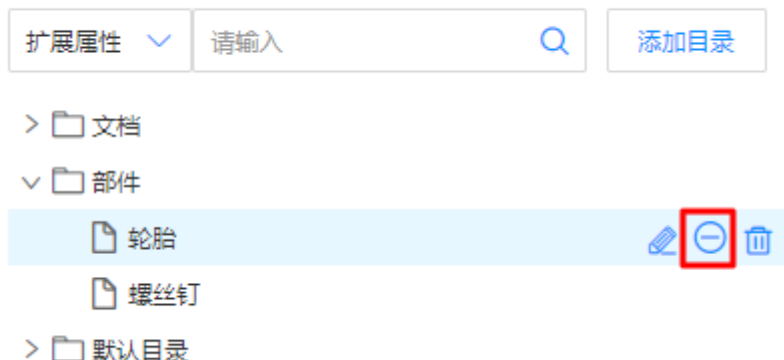 扩展属性 请输入 添加目录
文档
部件
轮胎
螺丝钉
默认目录